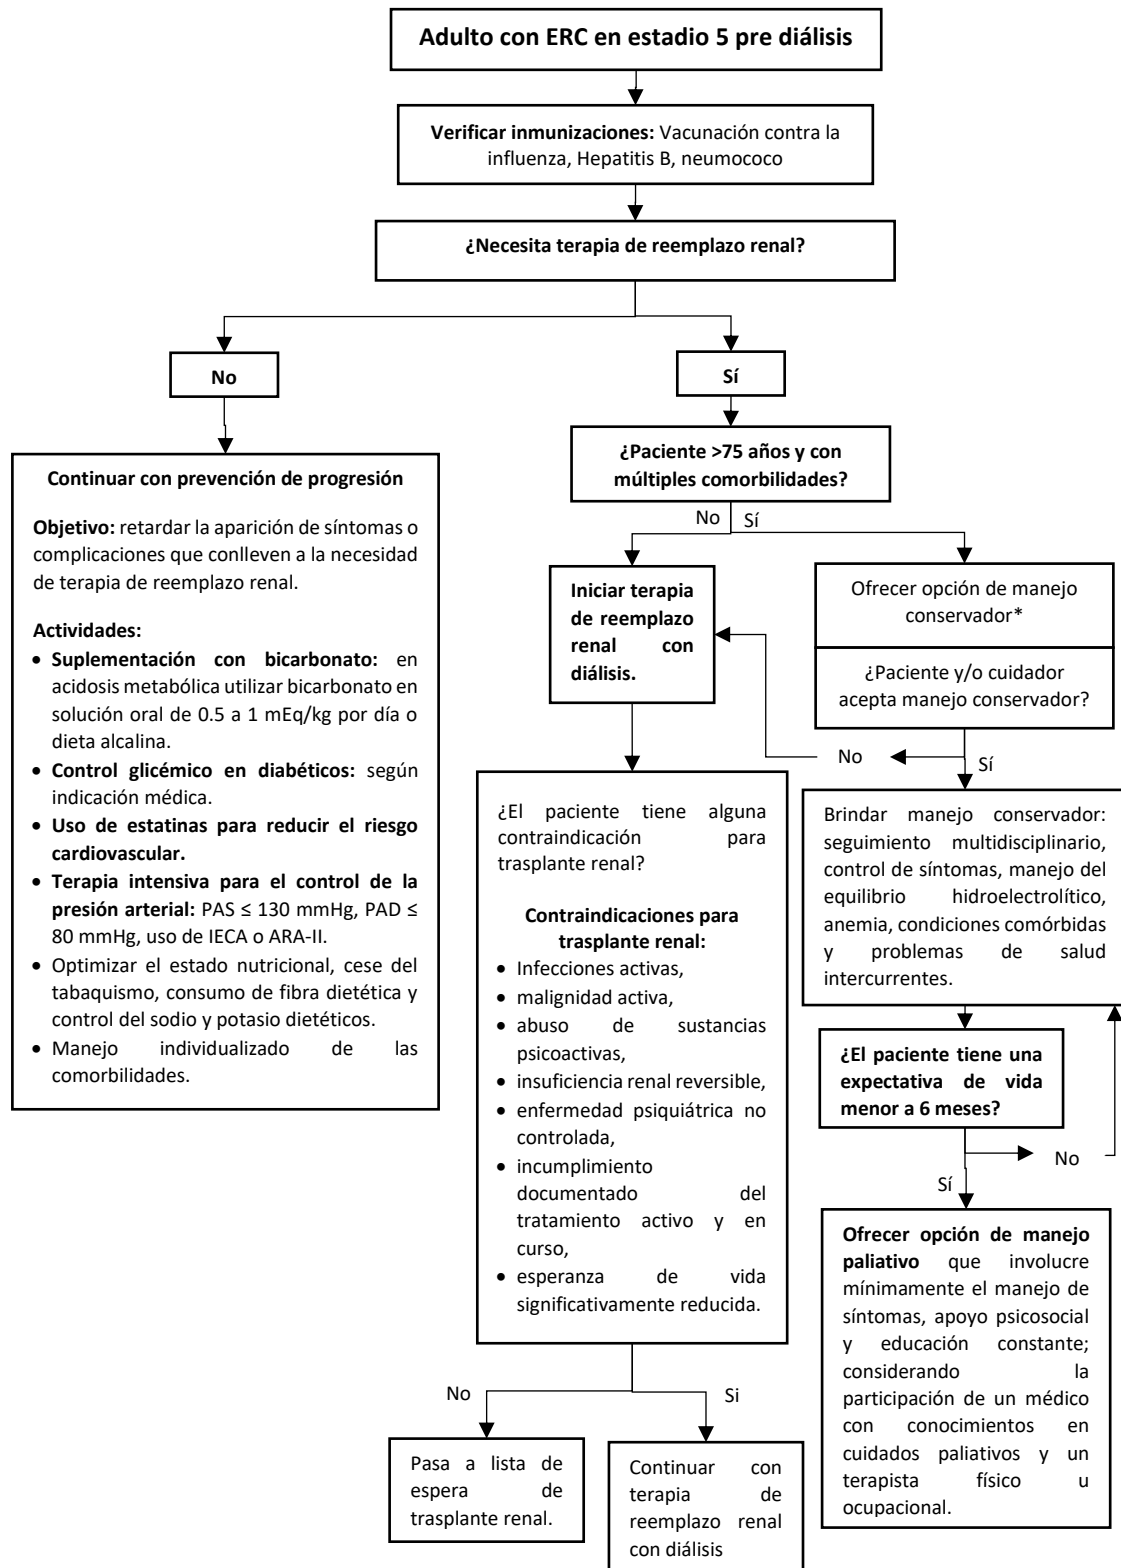 Adulto con ERC en estadio 5 pre diálisis
Verificar inmunizaciones: Vacunación contra la
influenza, Hepatitis B, neumococo
¿Necesita terapia de reemplazo renal?
No
Sí
Continuar con prevención de progresión
Objetivo: retardar la aparición de síntomas o
complicaciones que conlleven a la necesidad
de terapia de reemplazo renal.
Actividades:
• Suplementación con bicarbonato: en
acidosis metabólica utilizar bicarbonato en
solución oral de 0.5 a 1 mEq/kg por día o
dieta alcalina.
• Control glicémico en diabéticos: según
indicación médica.
• Uso de estatinas para reducir el riesgo
cardiovascular.
• Terapia intensiva para el control de la
presión arterial: PAS ≤ 130 mmHg, PAD ≤
80 mmHg, uso de IECA o ARA-II.
• Optimizar el estado nutricional, cese del
tabaquismo, consumo de fibra dietética y
control del sodio y potasio dietéticos.
• Manejo individualizado de las
comorbilidades.
¿Paciente >75 años y con
múltiples comorbilidades?
No
Sí
Iniciar terapia
de reemplazo
renal con
diálisis.
Ofrecer opción de manejo
conservador*
¿Paciente y/o cuidador
acepta manejo conservador?
No
Sí
¿El paciente tiene alguna
contraindicación para
trasplante renal?
Contraindicaciones para
trasplante renal:
• Infecciones activas,
• malignidad activa,
• abuso de sustancias
psicoactivas,
• insuficiencia renal reversible,
• enfermedad psiquiátrica no
controlada,
• incumplimiento
documentado del
tratamiento activo y en
curso,
• esperanza de vida
significativamente reducida.
No
Si
Pasa a lista de
espera de
trasplante renal.
Continuar con
terapia de
reemplazo renal
con diálisis
Brindar manejo conservador:
seguimiento multidisciplinario,
control de síntomas, manejo del
equilibrio hidroelectrolítico,
anemia, condiciones comórbidas
y problemas de salud
intercurrentes.
¿El paciente tiene una
expectativa de vida
menor a 6 meses?
No
Sí
Ofrecer opción de manejo
paliativo que involucre
mínimamente el manejo de
síntomas, apoyo psicosocial
y educación constante;
considerando la
participación de un médico
con conocimientos en
cuidados paliativos y un
terapista físico u
ocupacional.